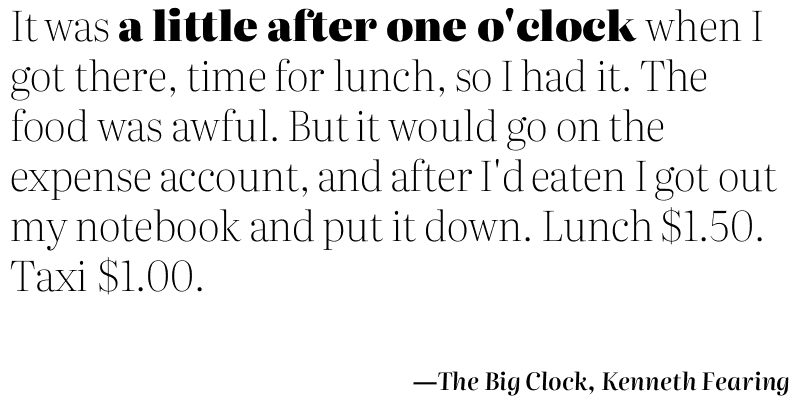 It was a little after one o'clock when I
got there, time for lunch, so I had it. The
food was awful. But it would go on the
expense account, and after I'd eaten I got out
my notebook and put it down. Lunch $1.50.
Taxi $1.00.
—The Big Clock, Kenneth Fearing